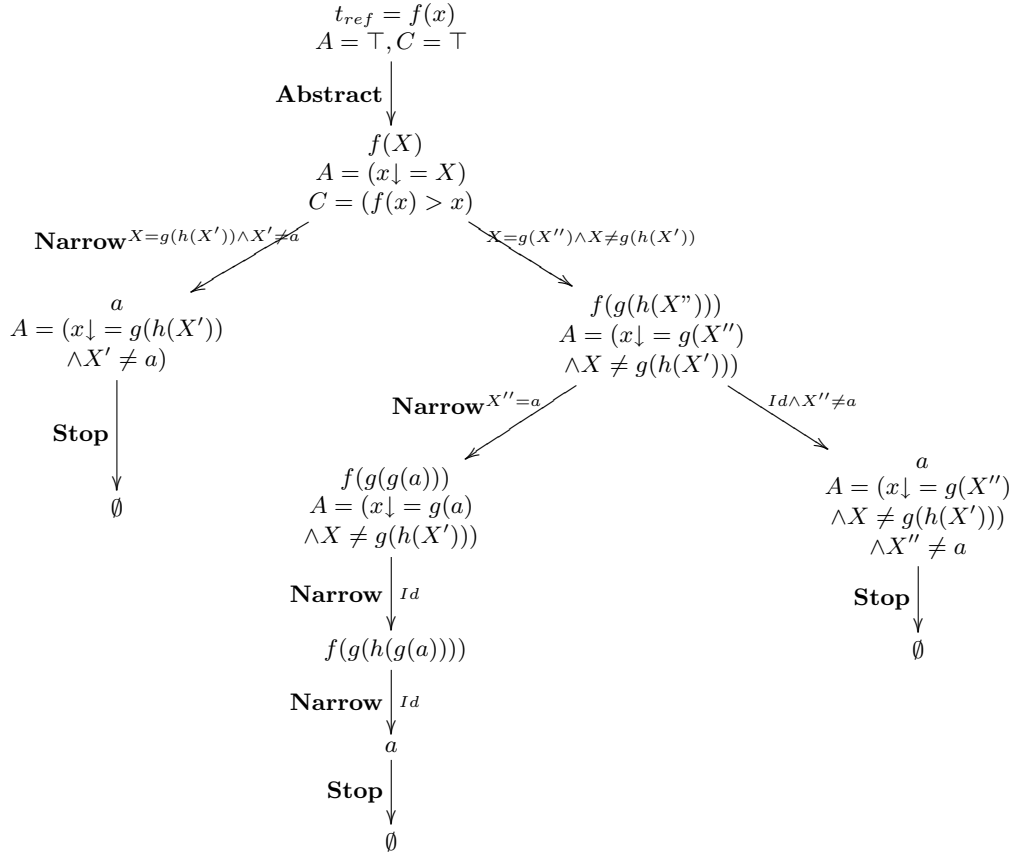 t_{ref} = f(x)
A = ⊤, C = ⊤
Abstract
f(X)
A = (x↓ = X)
C = (f(x) > x)
Narrow X=g(h(X′))∧X′≠a
X=g(X′′)∧X≠g(h(X′))
a
A = (x↓ = g(h(X′))
∧X′ ≠ a)
f(g(h(X”)))
A = (x↓ = g(X′′)
∧X ≠ g(h(X′)))
Stop
∅
Narrow X′′=a
Id∧X′′≠a
f(g(g(a)))
A = (x↓ = g(a)
∧X ≠ g(h(X′)))
a
A = (x↓ = g(X′′)
∧X ≠ g(h(X′)))
∧X′′ ≠ a
Narrow Id
Stop
f(g(h(g(a))))
∅
Narrow Id
a
Stop
∅